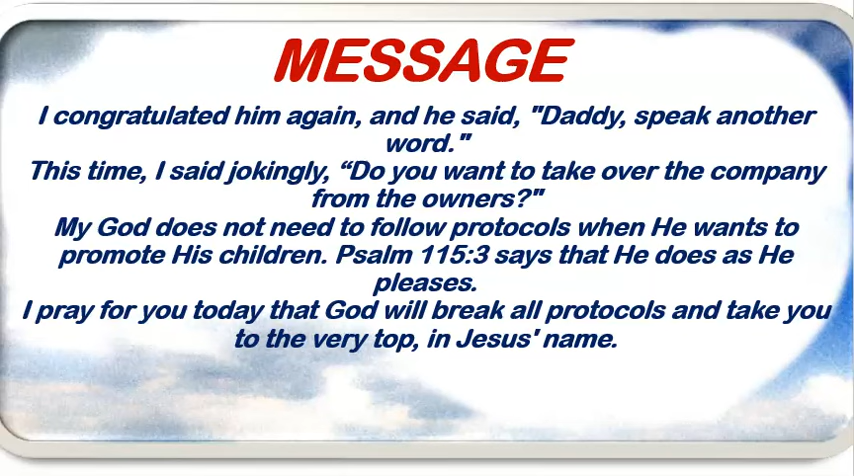 MESSAGE
I congratulated him again, and he said, "Daddy, speak another
word."
This time, I said jokingly, “Do you want to take over the company
from the owners?"
My God does not need to follow protocols when He wants to
promote His children. Psalm 115:3 says that He does as He
pleases.
I pray for you today that God will break all protocols and take you
to the very top, in Jesus' name.